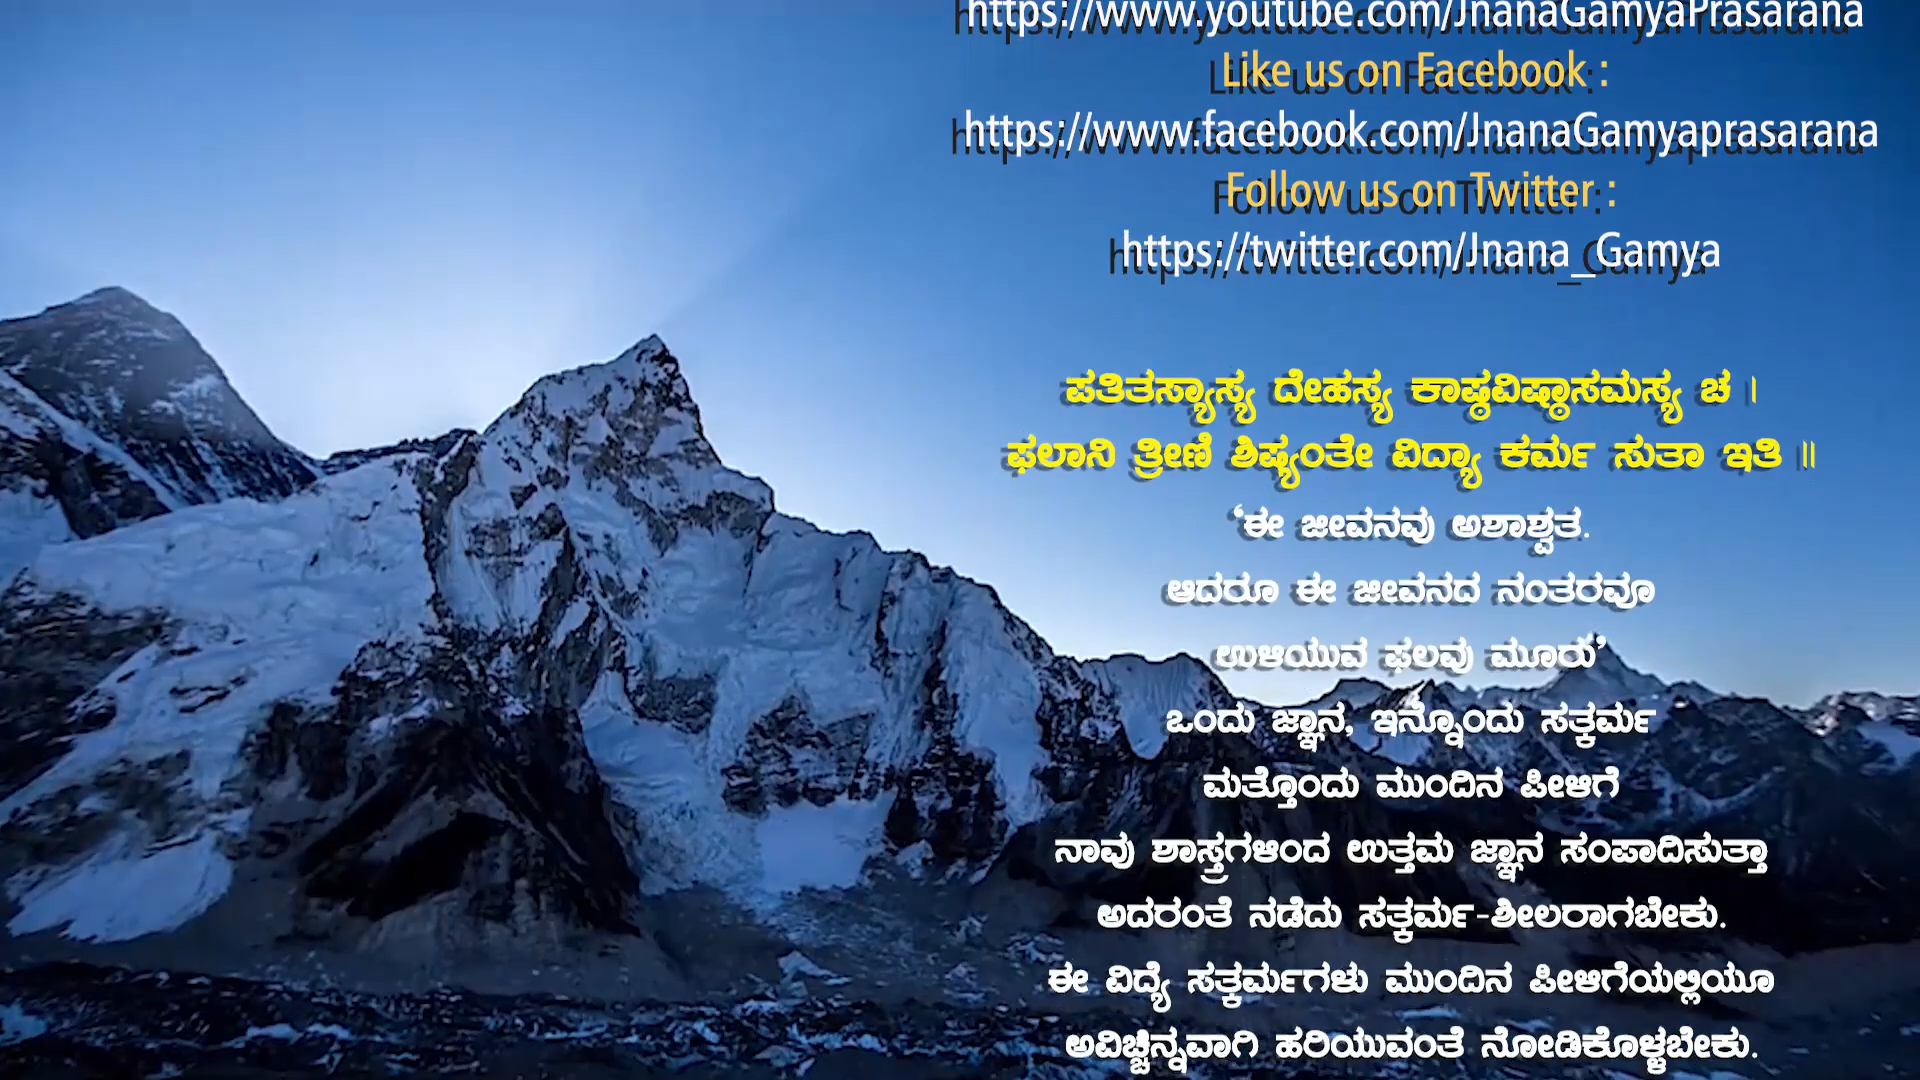 https://www.youtube.com/JnanaGamyaPrasarana
Like us on Facebook :
https://www.facebook.com/JnanaGamyaprasarana
Follow us on Twitter :
https://twitter.com/Jnana_Gamya
ಪತಿತಸ್ಯಾಸ್ಯ ದೇಹಸ್ಯ ಕಾಷ್ಠವಿಷ್ಠಾಸಮಸ್ಯ ಚ ।
ಫಲಾನಿ ತ್ರೀಣಿ ಶಿಷ್ಯಂತೇ ವಿದ್ಯಾ ಕರ್ಮ ಸುತಾ ಇತಿ ॥
‘ಈ ಜೀವನವು ಅಶಾಶ್ವತ.
ಆದರೂ ಈ ಜೀವನದ ನಂತರವೂ
ಉಳಿಯುವ ಫಲವು ಮೂರು’
ಒಂದು ಜ್ಞಾನ, ಇನ್ನೊಂದು ಸತ್ಕರ್ಮ
ಮತ್ತೊಂದು ಮುಂದಿನ ಪೀಳಿಗೆ
ನಾವು ಶಾಸ್ತ್ರಗಳಿಂದ ಉತ್ತಮ ಜ್ಞಾನ ಸಂಪಾದಿಸುತ್ತಾ
ಅದರಂತೆ ನಡೆದು ಸತ್ಕರ್ಮ-ಶೀಲರಾಗಬೇಕು.
ಈ ವಿದ್ಯೆ ಸತ್ಕರ್ಮಗಳು ಮುಂದಿನ ಪೀಳಿಗೆಯಲ್ಲಿಯೂ
ಅವಿಚ್ಚಿನ್ನವಾಗಿ ಹರಿಯುವಂತೆ ನೋಡಿಕೊಳ್ಳಬೇಕು.